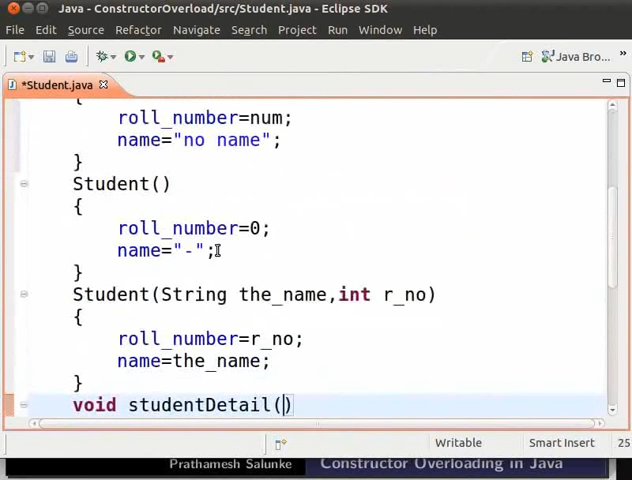 Java - ConstructorOverload/src/Student.java - Eclipse SDK
File Edit Source Refactor Navigate Search Project Run Window Help
Java Bro...
*Student.java
{
roll_number=num;
name="no name";
}
Student()
{
roll_number=0;
name="-";
}
Student(String the_name,int r_no)
{
roll_number=r_no;
name=the_name;
}
void studentDetail()
Writable Smart Insert 25
Prathamesh Salunke Constructor Overloading in Java